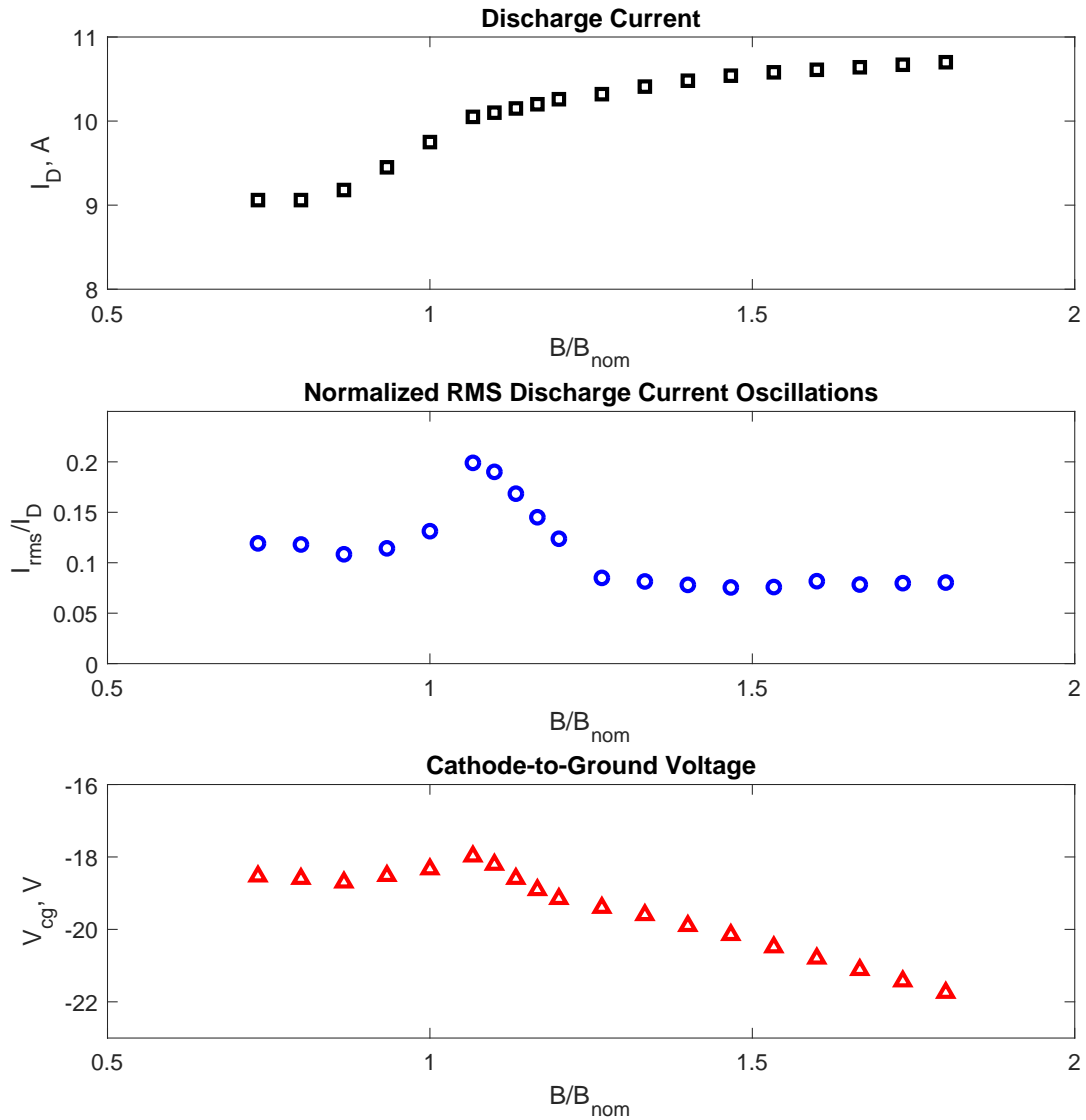 Discharge Current
11
10
9
8
I_D, A
0.5 1 1.5 2
B/B_nom
Normalized RMS Discharge Current Oscillations
0.2
0.15
0.1
0.05
0
I_rms/I_D
0.5 1 1.5 2
B/B_nom
Cathode-to-Ground Voltage
-16
-18
-20
-22
V_cg, V
0.5 1 1.5 2
B/B_nom